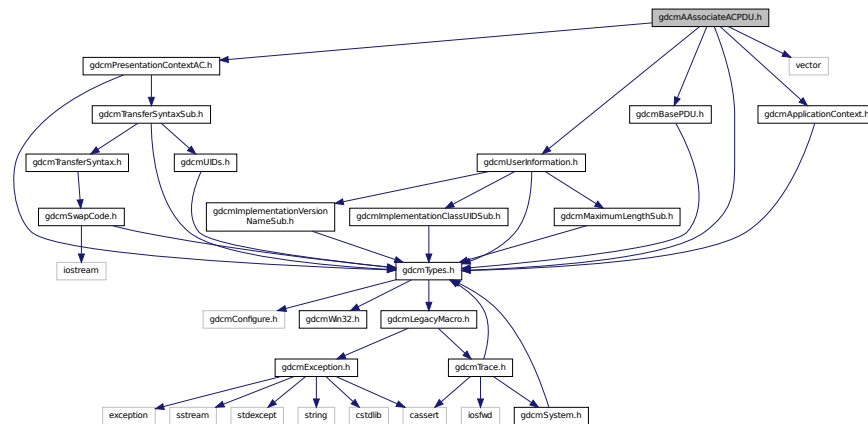 gdcmAAssociateACPDU.h
gdcmPresentationContextAC.h
vector
gdcmTransferSyntaxSub.h
gdcmBasePDU.h
gdcmApplicationContext.h
gdcmTransferSyntax.h
gdcmUIDs.h
gdcmUserInformation.h
gdcmSwapCode.h
gdcmImplementationVersion
NameSub.h
gdcmImplementationClassUIDSub.h
gdcmMaximumLengthSub.h
iostream
gdcmTypes.h
gdcmConfigure.h
gdcmWin32.h
gdcmLegacyMacro.h
gdcmException.h
gdcmTrace.h
exception
sstream
stdexcept
string
cstdlib
cassert
iosfwd
gdcmSystem.h